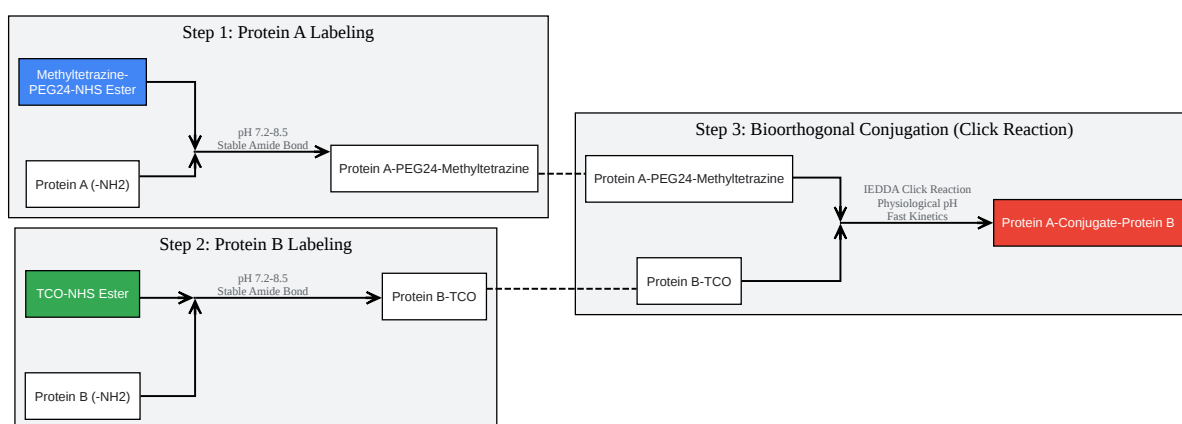 Step 1: Protein A Labeling
Methyltetrazine-
PEG24-NHS Ester
pH 7.2-8.5
Stable Amide Bond
Protein A (-NH2)
Protein A-PEG24-Methyltetrazine
Step 2: Protein B Labeling
TCO-NHS Ester
pH 7.2-8.5
Stable Amide Bond
Protein B-TCO
Protein B (-NH2)
Step 3: Bioorthogonal Conjugation (Click Reaction)
Protein A-PEG24-Methyltetrazine
IEDDA Click Reaction
Physiological pH
Fast Kinetics
Protein A-Conjugate-Protein B
Protein B-TCO